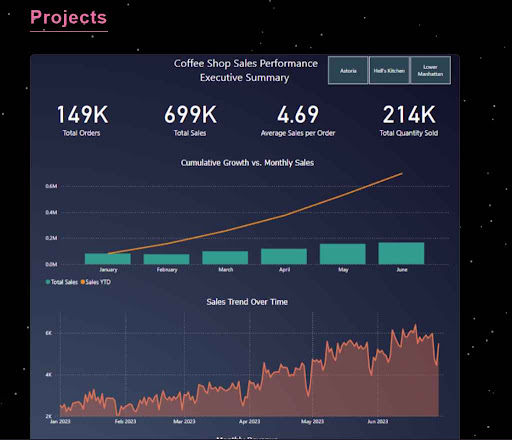 Projects
Coffee Shop Sales Performance
Executive Summary
Astoria
Hell's Kitchen
Lower
Manhattan
149K
Total Orders
699K
Total Sales
4.69
Average Sales per Order
214K
Total Quantity Sold
Cumulative Growth vs. Monthly Sales
0.6M
0.4M
0.2M
0.0M
January February March April May June
Total Sales Sales YTD
Sales Trend Over Time
6K
4K
2K
Jan 2023 Feb 2023 Mar 2023 Apr 2023 May 2023 Jun 2023